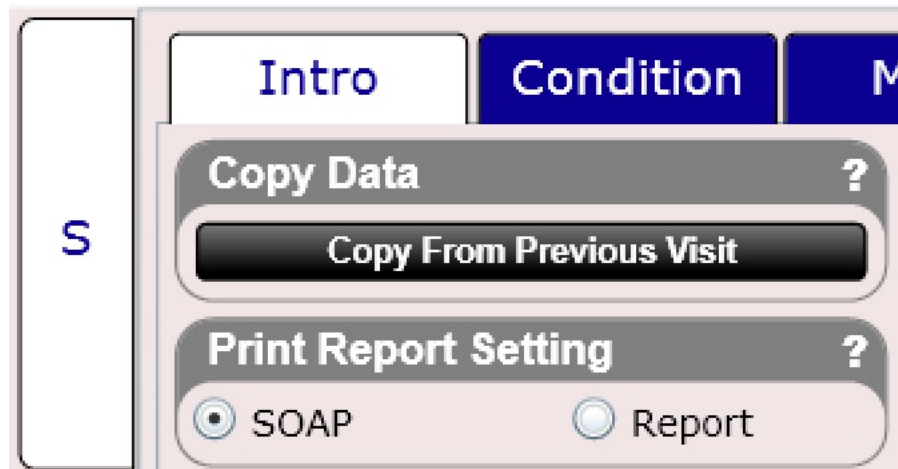 Intro Condition M
Copy Data ?
S
Copy From Previous Visit
Print Report Setting ?
SOAP Report